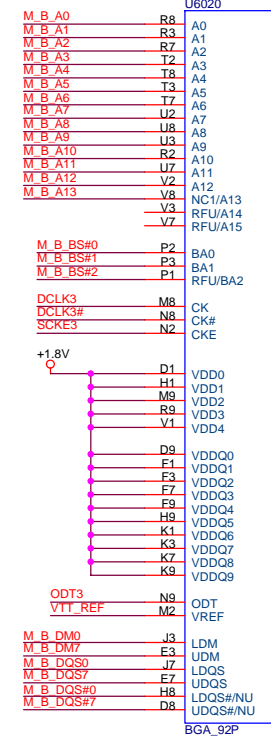 U6020
M_B_A0 R8 A0
M_B_A1 R3 A1
M_B_A2 R7 A2
M_B_A3 T2 A3
M_B_A4 T8 A4
M_B_A5 T3 A5
M_B_A6 T7 A6
M_B_A7 U2 A7
M_B_A8 U8 A8
M_B_A9 U3 A9
M_B_A10 R2 A10
M_B_A11 U7 A11
M_B_A12 V2 A12
M_B_A13 V8 NC1/A13
V3 RFU/A14
V7 RFU/A15
M_B_BS#0 P2 BA0
M_B_BS#1 P3 BA1
M_B_BS#2 P1 RFU/BA2
DCLK3 M8 CK
DCLK3# N8 CK#
SCKE3 N2 CKE
+1.8V
D1 VDD0
H1 VDD1
M9 VDD2
R9 VDD3
V1 VDD4
D9 VDDQ0
F1 VDDQ1
F3 VDDQ2
F7 VDDQ3
F9 VDDQ4
H9 VDDQ5
K1 VDDQ6
K3 VDDQ7
K7 VDDQ8
K9 VDDQ9
ODT3 N9 ODT
VTT_REF M2 VREF
M_B_DM0 J3 LDM
M_B_DM7 E3 UDM
M_B_DQS0 J7 LDQS
M_B_DQS7 E7 UDQS
M_B_DQS#0 H8 LDQS#/NU
M_B_DQS#7 D8 UDQS#/NU
BGA_92P